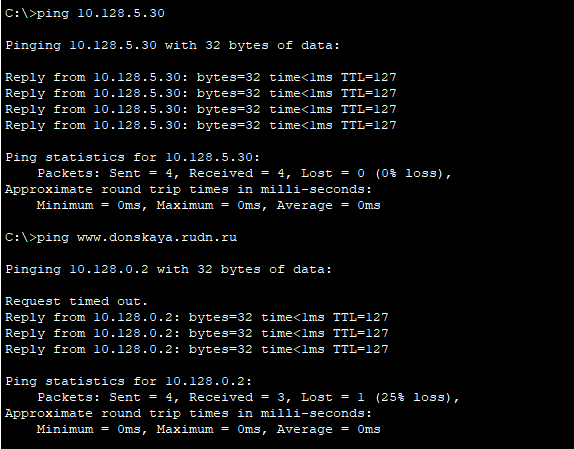 C:\>ping 10.128.5.30
Pinging 10.128.5.30 with 32 bytes of data:
Reply from 10.128.5.30: bytes=32 time<1ms TTL=127
Reply from 10.128.5.30: bytes=32 time<1ms TTL=127
Reply from 10.128.5.30: bytes=32 time<1ms TTL=127
Reply from 10.128.5.30: bytes=32 time<1ms TTL=127
Ping statistics for 10.128.5.30:
    Packets: Sent = 4, Received = 4, Lost = 0 (0% loss),
Approximate round trip times in milli-seconds:
    Minimum = 0ms, Maximum = 0ms, Average = 0ms
C:\>ping www.donskaya.rudn.ru
Pinging 10.128.0.2 with 32 bytes of data:
Request timed out.
Reply from 10.128.0.2: bytes=32 time<1ms TTL=127
Reply from 10.128.0.2: bytes=32 time<1ms TTL=127
Reply from 10.128.0.2: bytes=32 time<1ms TTL=127
Ping statistics for 10.128.0.2:
    Packets: Sent = 4, Received = 3, Lost = 1 (25% loss),
Approximate round trip times in milli-seconds:
    Minimum = 0ms, Maximum = 0ms, Average = 0ms